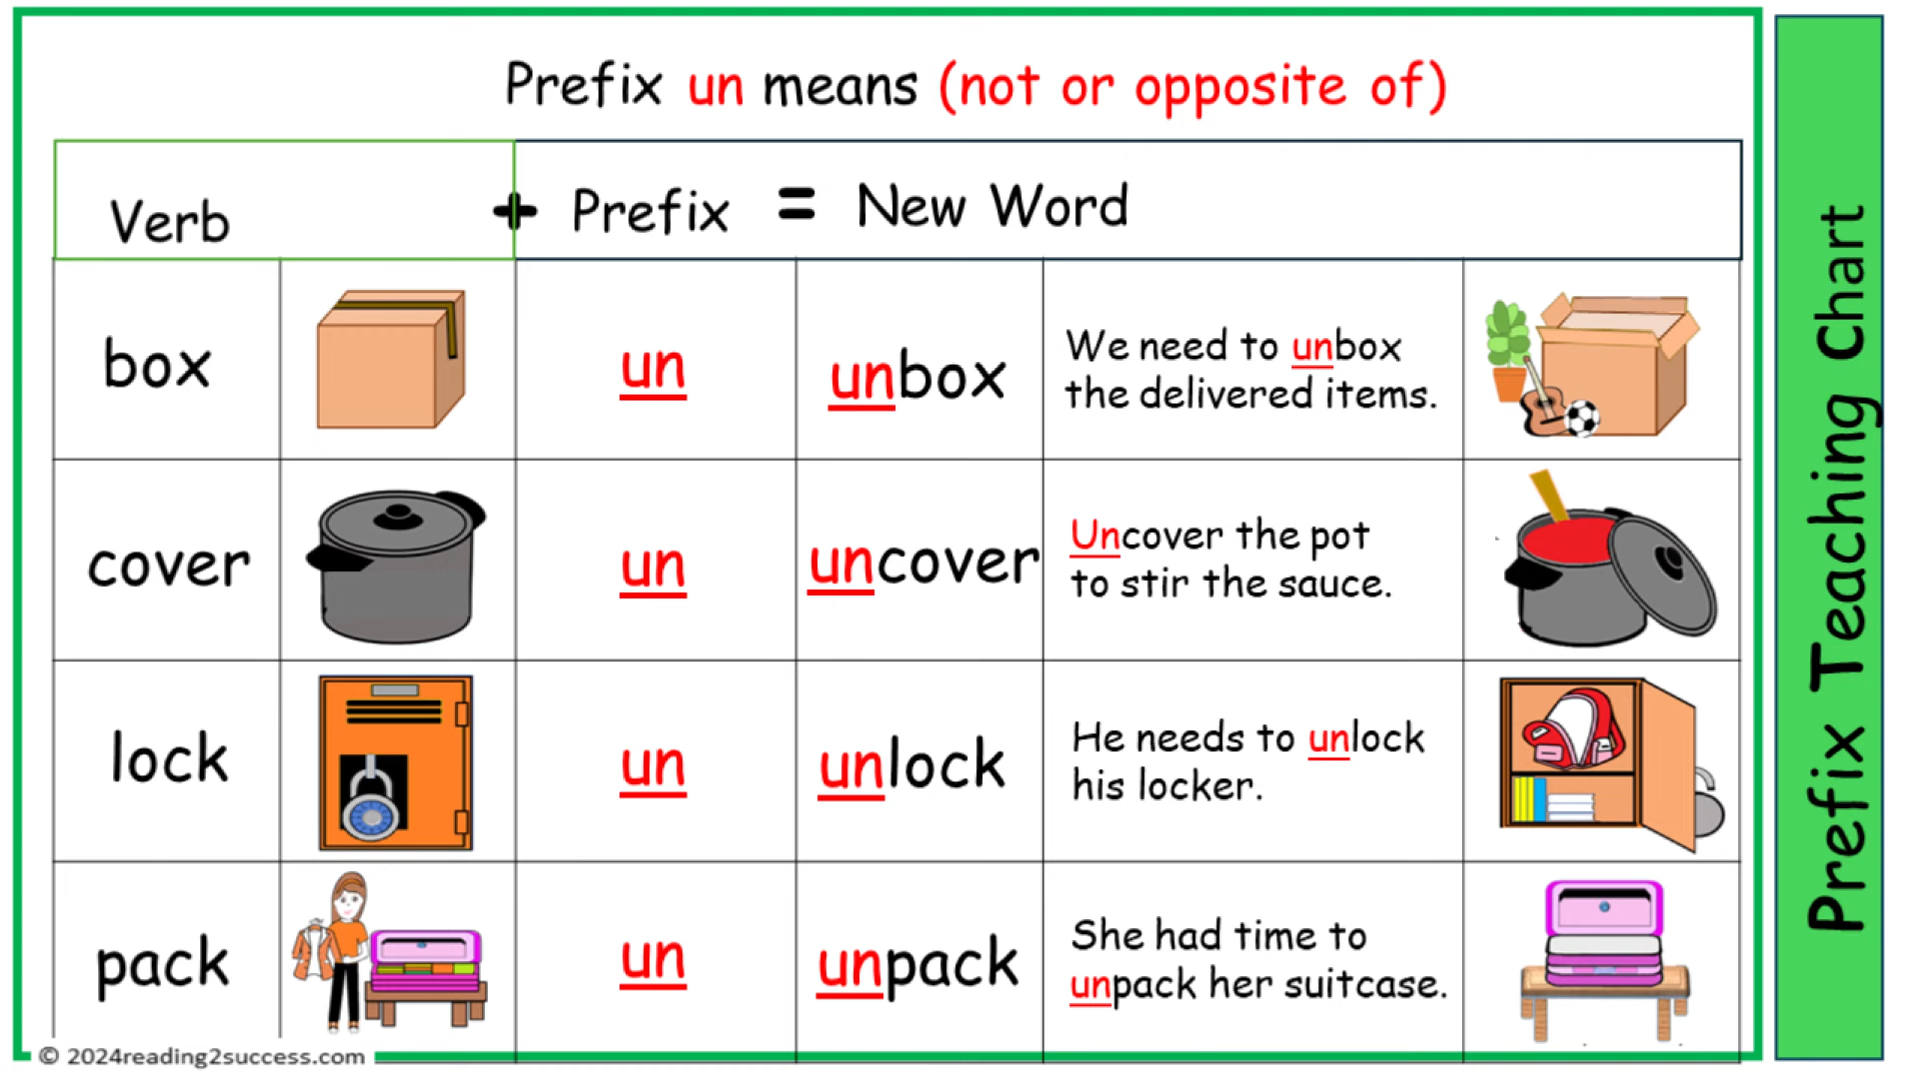 Prefix un means (not or opposite of)
Verb + Prefix = New Word
box un unbox We need to unbox
the delivered items.
cover un uncover Uncover the pot
to stir the sauce.
lock un unlock He needs to unlock
his locker.
pack un unpack She had time to
unpack her suitcase.
© 2024reading2success.com
Prefix Teaching Chart